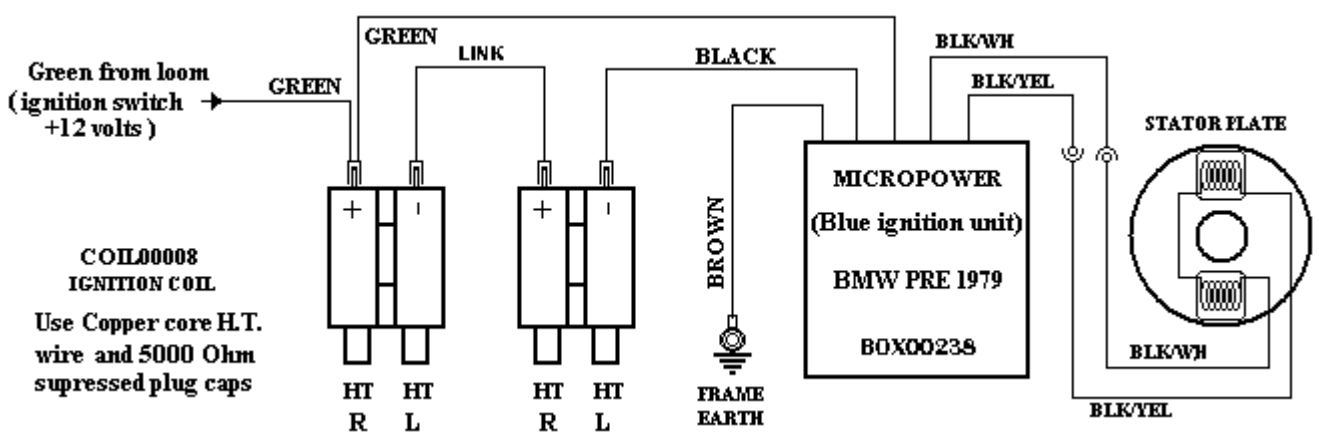 GREEN
LINK
BLACK
BLK/WH
BLK/YEL
Green from loom
(ignition switch
+12 volts)
GREEN
STATOR PLATE
+ -
+ -
MICROPOWER
(Blue ignition unit)
BMW PRE 1979
BOX00238
BROWN
COIL00008
IGNITION COIL
Use Copper core H.T.
wire and 5000 Ohm
supressed plug caps
HT HT
R L
HT HT
R L
FRAME
EARTH
BLK/WH
BLK/YEL